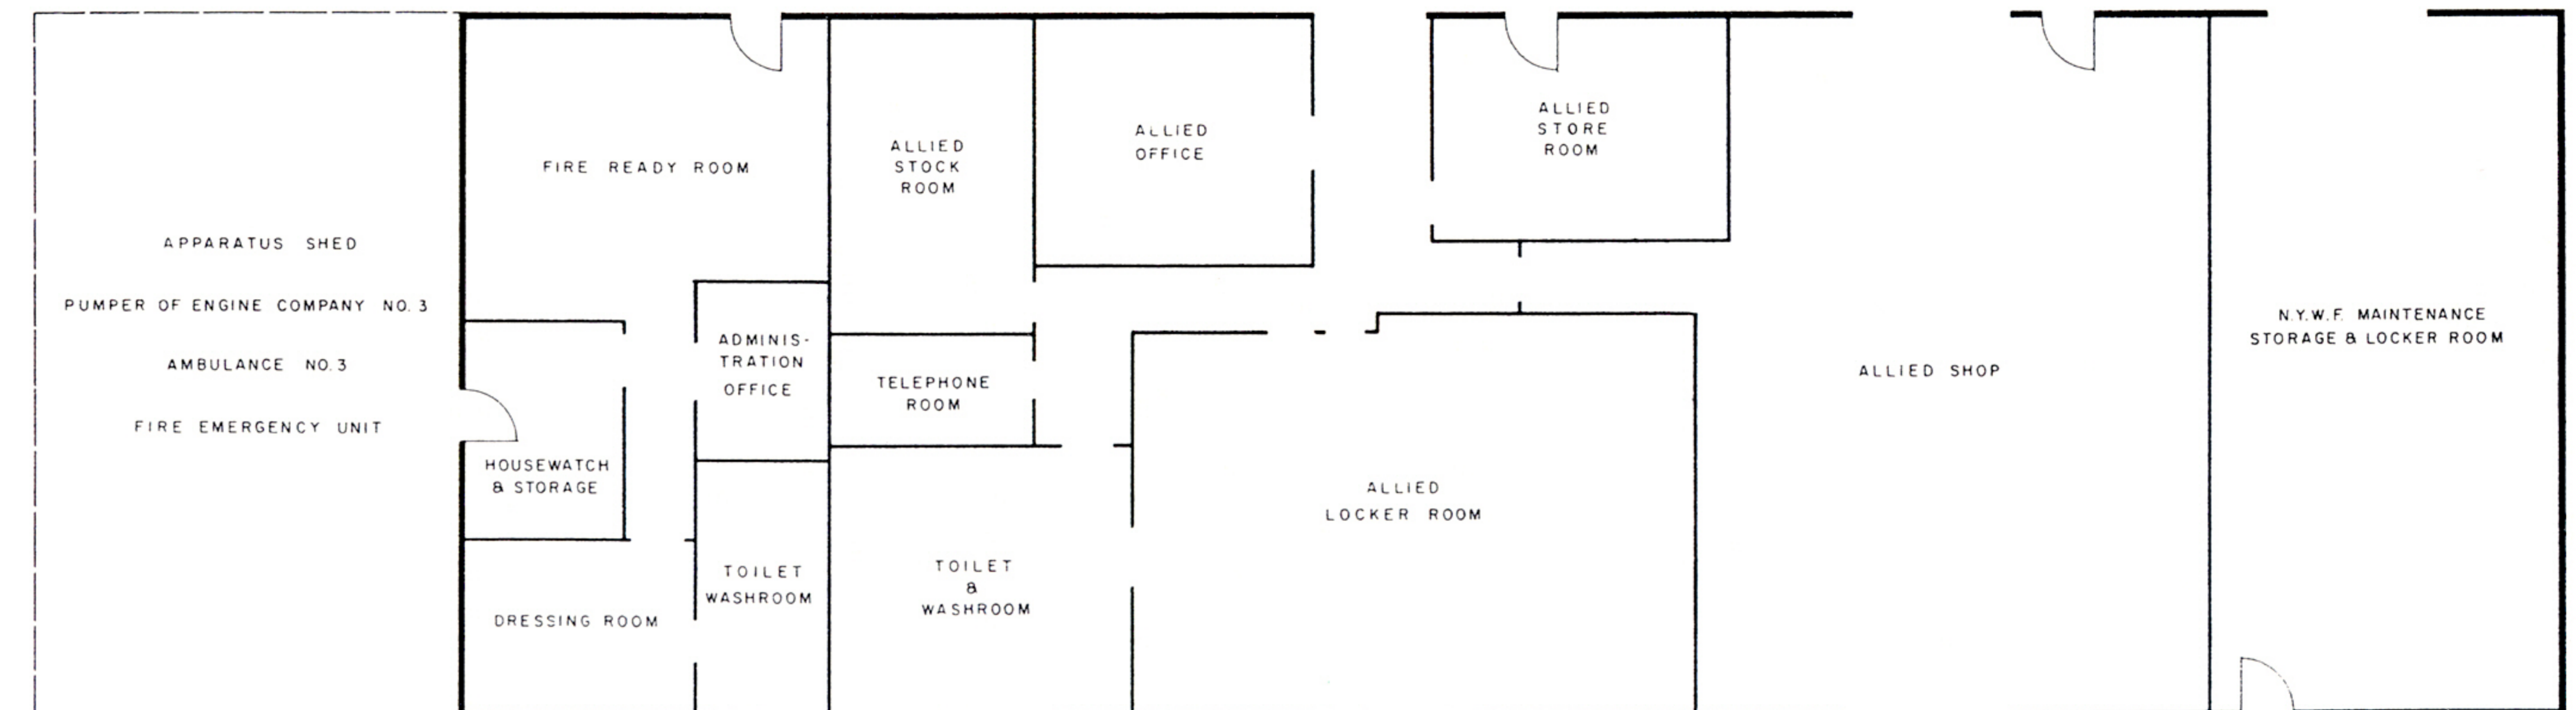 APPARATUS SHED
PUMPER OF ENGINE COMPANY NO. 3
AMBULANCE NO. 3
FIRE EMERGENCY UNIT
FIRE READY ROOM
HOUSEWATCH
& STORAGE
DRESSING ROOM
ADMINIS-
TRATION
OFFICE
TOILET
WASHROOM
ALLIED
STOCK
ROOM
TELEPHONE
ROOM
TOILET
&
WASHROOM
ALLIED
OFFICE
ALLIED
STORE
ROOM
ALLIED
LOCKER ROOM
ALLIED SHOP
N.Y.W.F. MAINTENANCE
STORAGE & LOCKER ROOM